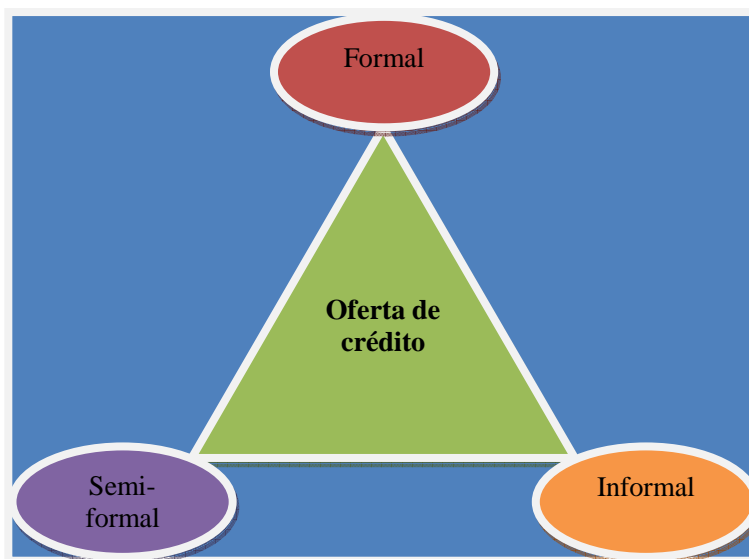 Formal
Oferta de
crédito
Semi-
formal
Informal